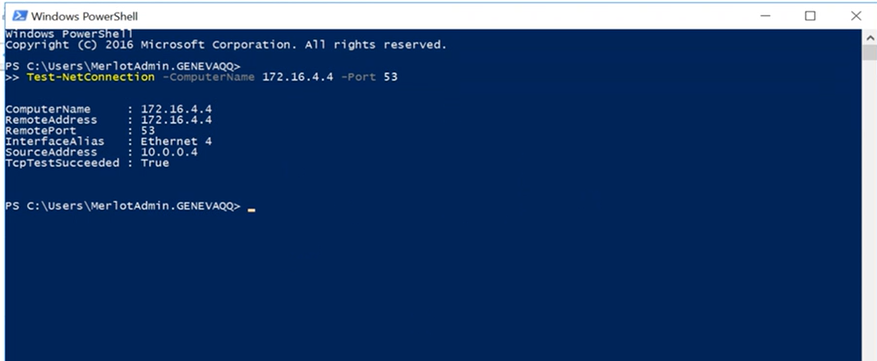 Windows PowerShell
Windows PowerShell
Copyright (C) 2016 Microsoft Corporation. All rights reserved.
PS C:\Users\MerlotAdmin.GENEVAQQ>
>> Test-NetConnection -ComputerName 172.16.4.4 -Port 53
ComputerName     : 172.16.4.4
RemoteAddress    : 172.16.4.4
RemotePort       : 53
InterfaceAlias   : Ethernet 4
SourceAddress    : 10.0.0.4
TcpTestSucceeded : True
PS C:\Users\MerlotAdmin.GENEVAQQ> _